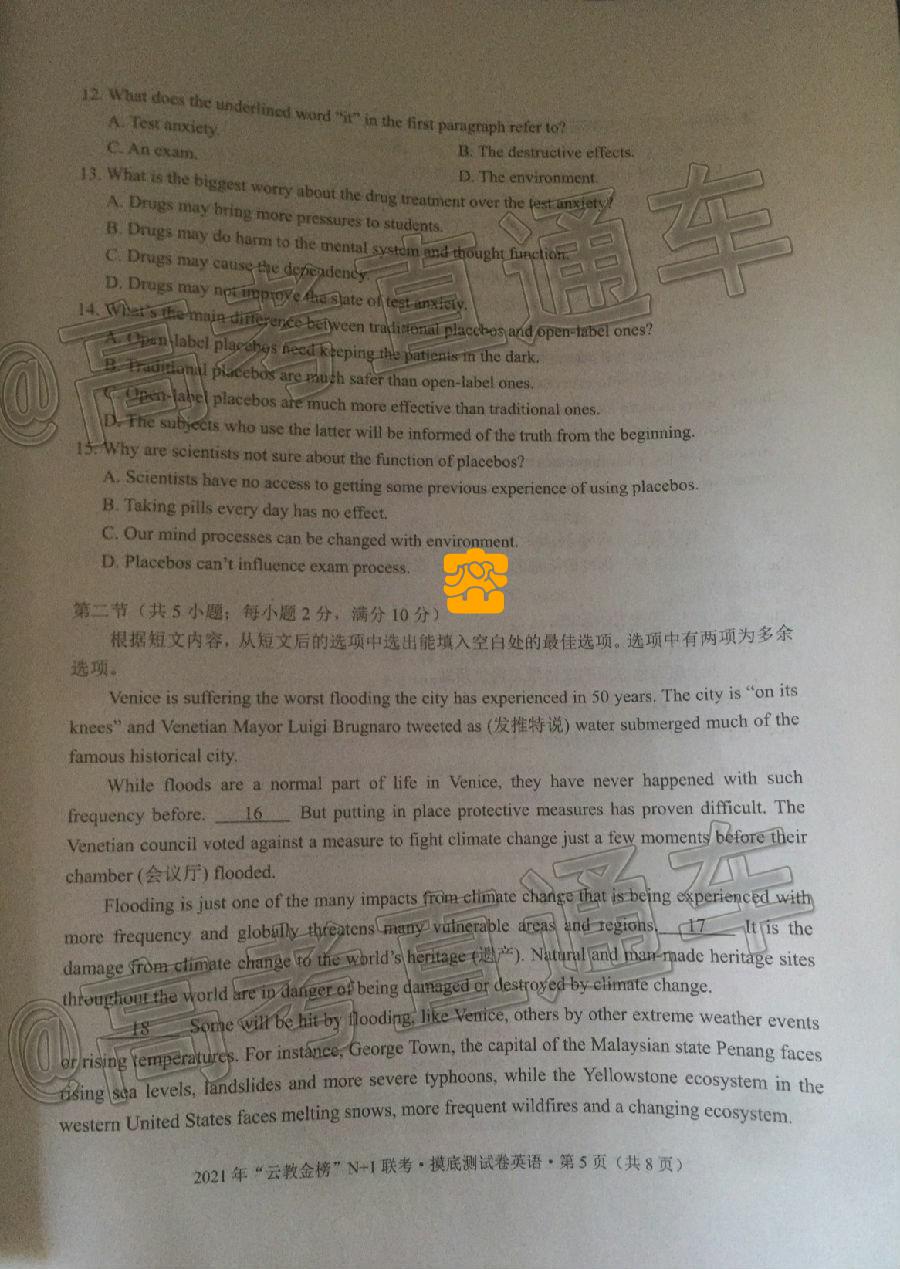 12. What does the underlined word “it” in the first paragraph refer to?
A. Test anxiety.
B. The destructive effects.
C. An exam.
D. The environment.
13. What is the biggest worry about the drug treatment over the test anxiety?
A. Drugs may bring more pressures to students.
B. Drugs may do harm to the mental system and thought function.
C. Drugs may cause the dependency.
D. Drugs may not improve the state of test anxiety.
14. What’s the main difference between traditional placebos and open-label ones?
A. Open-label placebos need keeping the patients in the dark.
B. Traditional placebos are much safer than open-label ones.
C. Open-label placebos are much more effective than traditional ones.
D. The subjects who use the latter will be informed of the truth from the beginning.
15. Why are scientists not sure about the function of placebos?
A. Scientists have no access to getting some previous experience of using placebos.
B. Taking pills every day has no effect.
C. Our mind processes can be changed with environment.
D. Placebos can’t influence exam process.
第二节（共 5 小题；每小题 2 分，满分 10 分）
根据短文内容，从短文后的选项中选出能填入空白处的最佳选项。选项中有两项为多余
选项。
Venice is suffering the worst flooding the city has experienced in 50 years. The city is “on its
knees” and Venetian Mayor Luigi Brugnaro tweeted as (发推特说) water submerged much of the
famous historical city.
While floods are a normal part of life in Venice, they have never happened with such
frequency before. 16 But putting in place protective measures has proven difficult. The
Venetian council voted against a measure to fight climate change just a few moments before their
chamber (会议厅) flooded.
Flooding is just one of the many impacts from climate change that is being experienced with
more frequency and globally threatens many vulnerable areas and regions. 17 It is the
damage from climate change to the world’s heritage (遗产). Natural and man-made heritage sites
throughout the world are in danger of being damaged or destroyed by climate change.
18 Some will be hit by flooding, like Venice, others by other extreme weather events
or rising temperatures. For instance, George Town, the capital of the Malaysian state Penang faces
rising sea levels, landslides and more severe typhoons, while the Yellowstone ecosystem in the
western United States faces melting snows, more frequent wildfires and a changing ecosystem.
2021 年“云教金榜”N+1 联考·摸底测试卷英语·第 5 页（共 8 页）
@高考直通车
@高考直通车